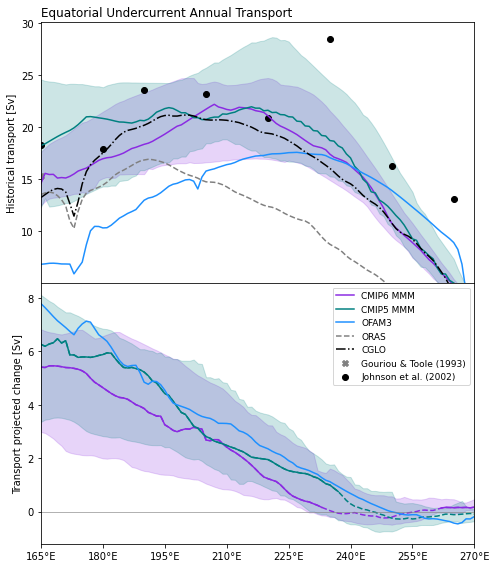 Equatorial Undercurrent Annual Transport
Historical transport [Sv]
30
25
20
15
10
Transport projected change [Sv]
8
6
4
2
0
CMIP6 MMM
CMIP5 MMM
OFAM3
ORAS
CGLO
Gouriou & Toole (1993)
Johnson et al. (2002)
165°E 180°E 195°E 210°E 225°E 240°E 255°E 270°E